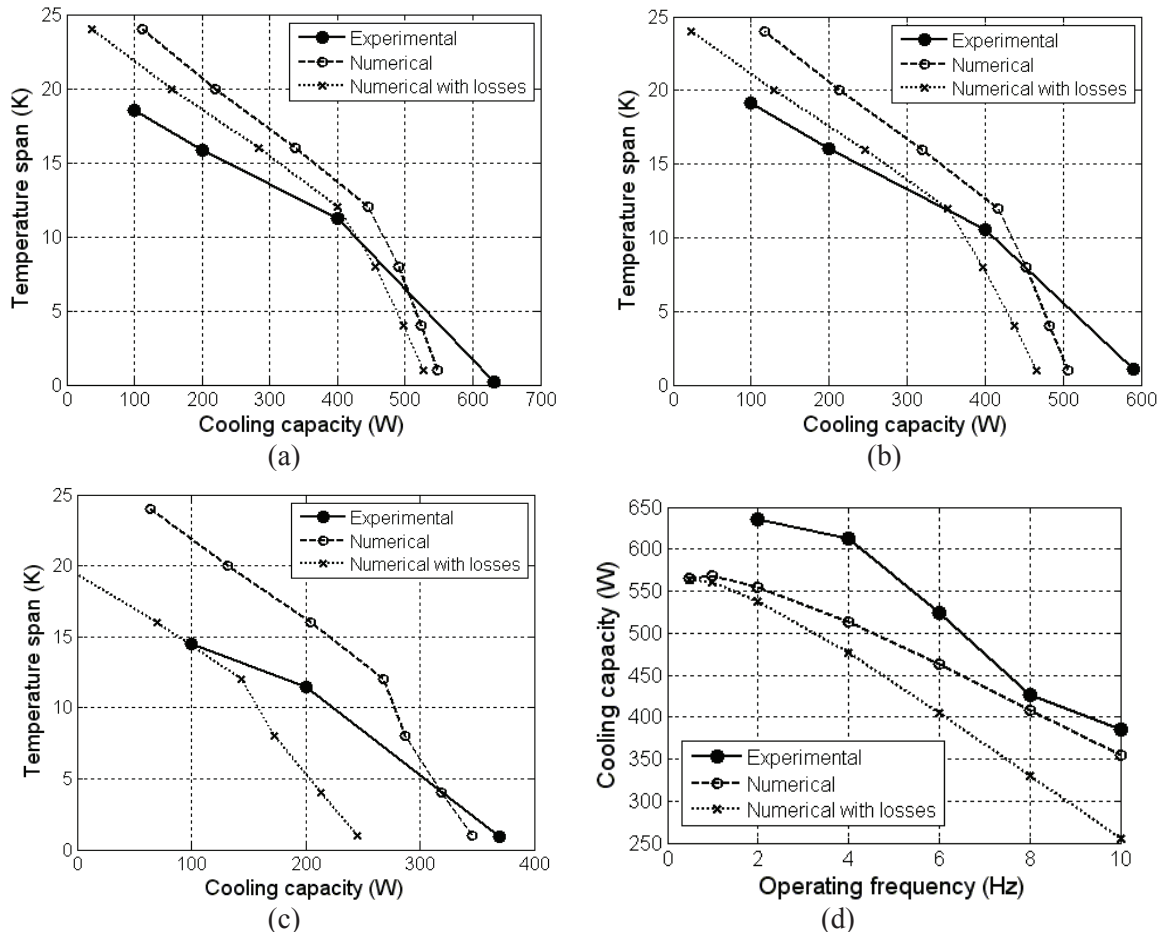 25
20
15
10
5
0
Temperature span (K)
Experimental
Numerical
Numerical with losses
0 100 200 300 400 500 600 700
Cooling capacity (W)
(a)
25
20
15
10
5
0
Temperature span (K)
Experimental
Numerical
Numerical with losses
0 100 200 300 400 500 600
Cooling capacity (W)
(b)
25
20
15
10
5
0
Temperature span (K)
Experimental
Numerical
Numerical with losses
0 100 200 300 400
Cooling capacity (W)
(c)
650
600
550
500
450
400
350
300
250
Cooling capacity (W)
Experimental
Numerical
Numerical with losses
0 2 4 6 8 10
Operating frequency (Hz)
(d)